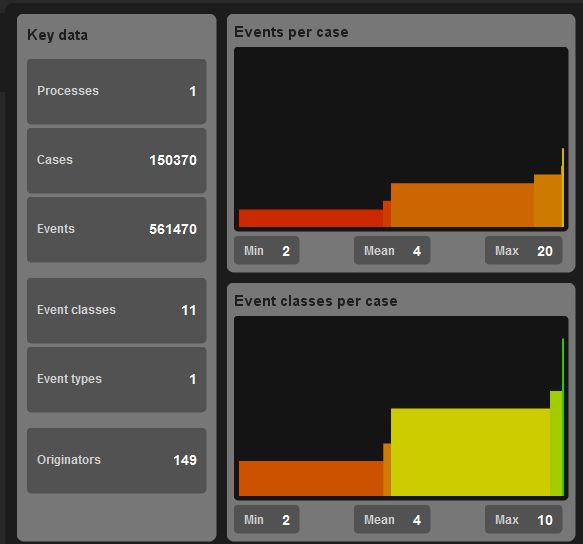 Key data
Processes 1
Cases 150370
Events 561470
Event classes 11
Event types 1
Originators 149
Events per case
Min 2 Mean 4 Max 20
Event classes per case
Min 2 Mean 4 Max 10